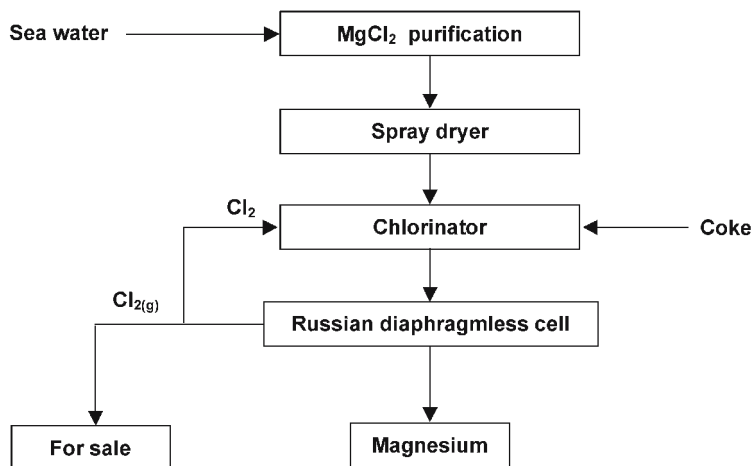 Sea water
MgCl₂ purification
Spray dryer
Cl₂
Chlorinator
Coke
Cl₂(g)
Russian diaphragmless cell
For sale
Magnesium